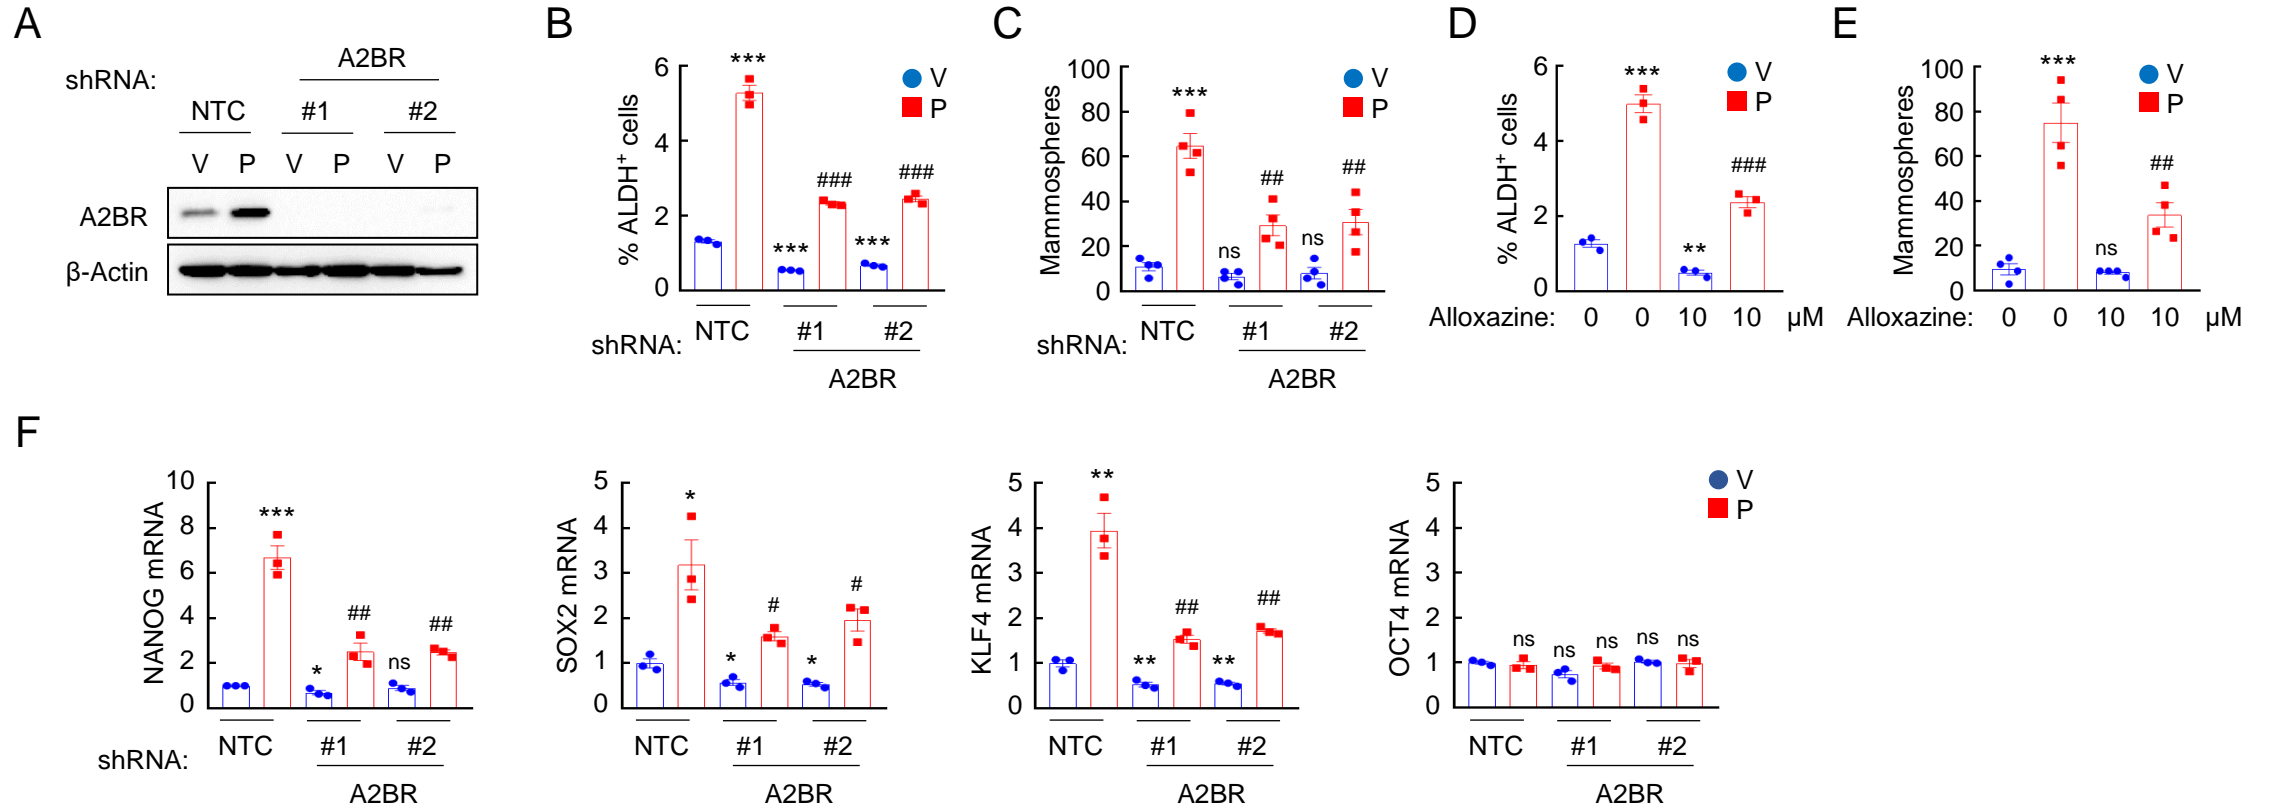 A
shRNA:
A2BR
NTC #1 #2
V P V P V P
A2BR
β-Actin
B
% ALDH+ cells
6
4
2
0
***
***
###
***
###
V
P
shRNA:
NTC #1 #2
A2BR
C
Mammospheres
100
80
60
40
20
0
***
ns
##
ns
##
V
P
shRNA:
NTC #1 #2
A2BR
D
% ALDH+ cells
6
4
2
0
***
**
###
V
P
Alloxazine: 0 0 10 10 µM
E
Mammospheres
100
80
60
40
20
0
***
ns
##
V
P
Alloxazine: 0 0 10 10 µM
F
NANOG mRNA
10
8
6
4
2
0
***
*
##
ns
##
shRNA:
NTC #1 #2
A2BR
SOX2 mRNA
5
4
3
2
1
0
*
*
#
*
#
NTC #1 #2
A2BR
KLF4 mRNA
5
4
3
2
1
0
**
**
##
**
##
NTC #1 #2
A2BR
OCT4 mRNA
5
4
3
2
1
0
ns
ns
ns
ns
ns
V
P
NTC #1 #2
A2BR